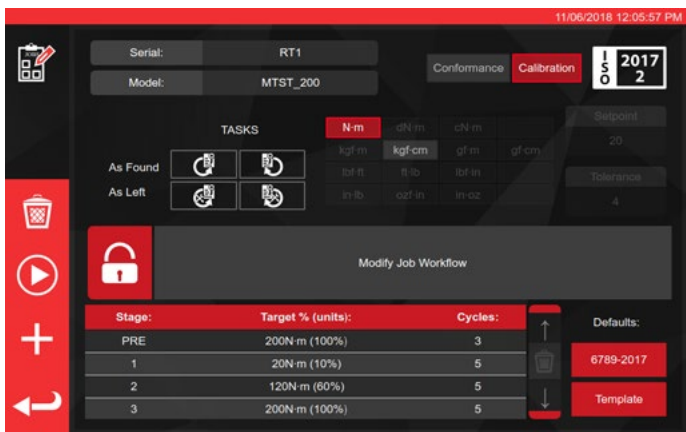 11/06/2018 12:05:57 PM
JOBS
Serial: RT1
Model: MTST_200
Conformance Calibration
ISO 2017 2
TASKS
As Found
As Left
N·m dN·m cN·m
kgf·m kgf·cm gf·m gf·cm
lbf·ft ft·lb lbf·in
in·lb ozf·in in·oz
Setpoint
20
Tolerance
4
Modify Job Workflow
Stage: Target % (units): Cycles:
PRE 200N·m (100%) 3
1 20N·m (10%) 5
2 120N·m (60%) 5
3 200N·m (100%) 5
Defaults:
6789-2017
Template